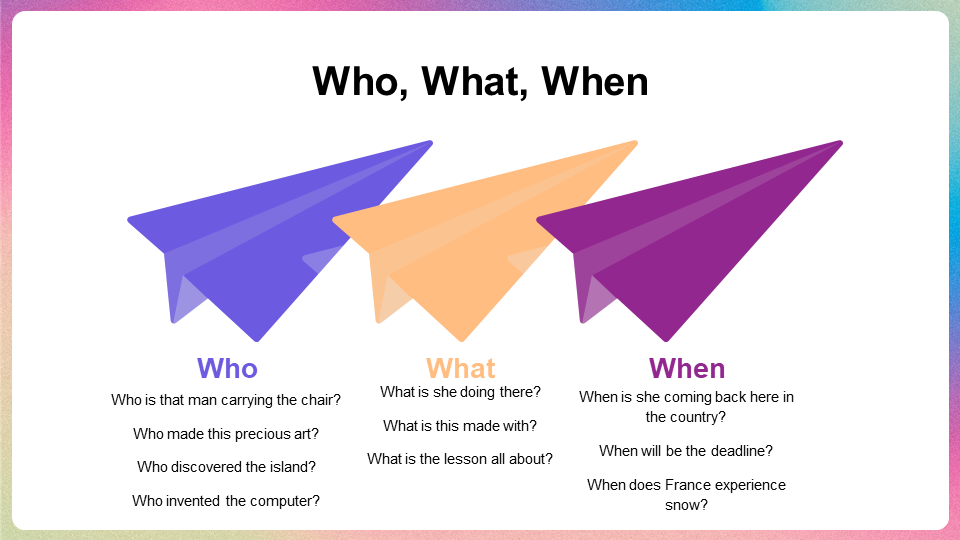 Who, What, When
Who
Who is that man carrying the chair?
Who made this precious art?
Who discovered the island?
Who invented the computer?
What
What is she doing there?
What is this made with?
What is the lesson all about?
When
When is she coming back here in
the country?
When will be the deadline?
When does France experience
snow?